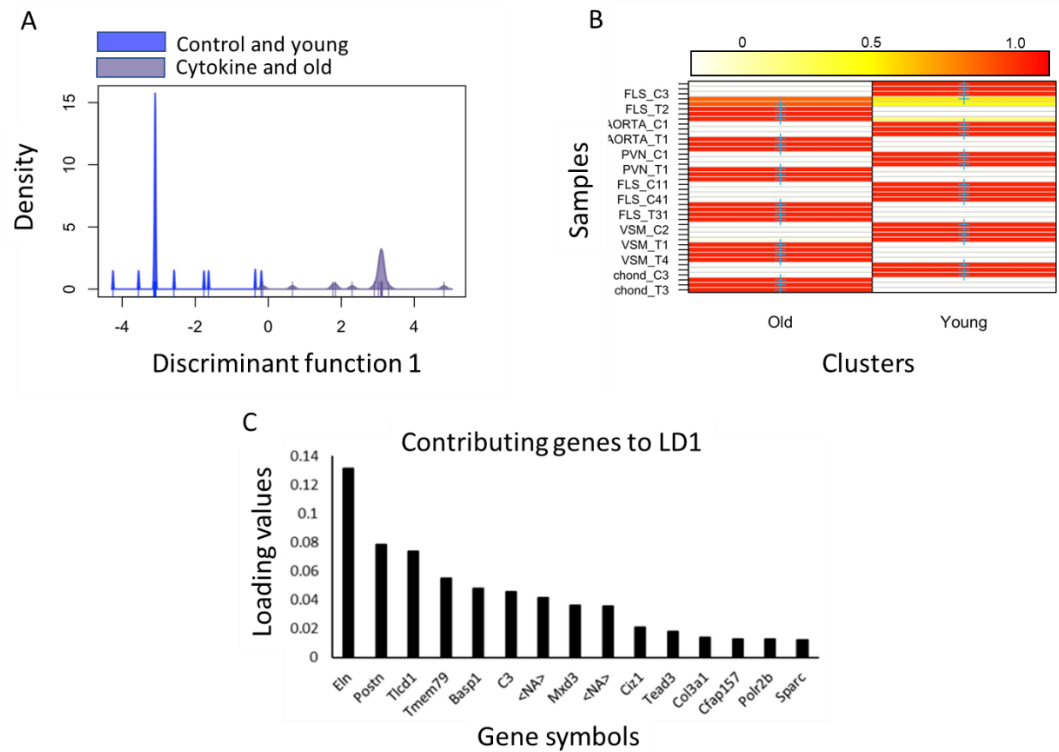 A
Control and young
Cytokine and old
Density
15
10
5
0
-4
-2
0
2
4
Discriminant function 1
B
0
0.5
1.0
Samples
FLS_C3
FLS_T2
AORTA_C1
AORTA_T1
PVN_C1
PVN_T1
FLS_C11
FLS_C41
FLS_T31
VSM_C2
VSM_T1
VSM_T4
chond_C3
chond_T3
Old
Young
Clusters
C
Contributing genes to LD1
Loading values
0.14
0.12
0.1
0.08
0.06
0.04
0.02
0
Eln
Postn
Tlcd1
Tmem79
Basp1
C3
<NA>
Mxd3
<NA>
Ciz1
Tead3
Col3a1
Cfap157
Polr2b
Sparc
Gene symbols